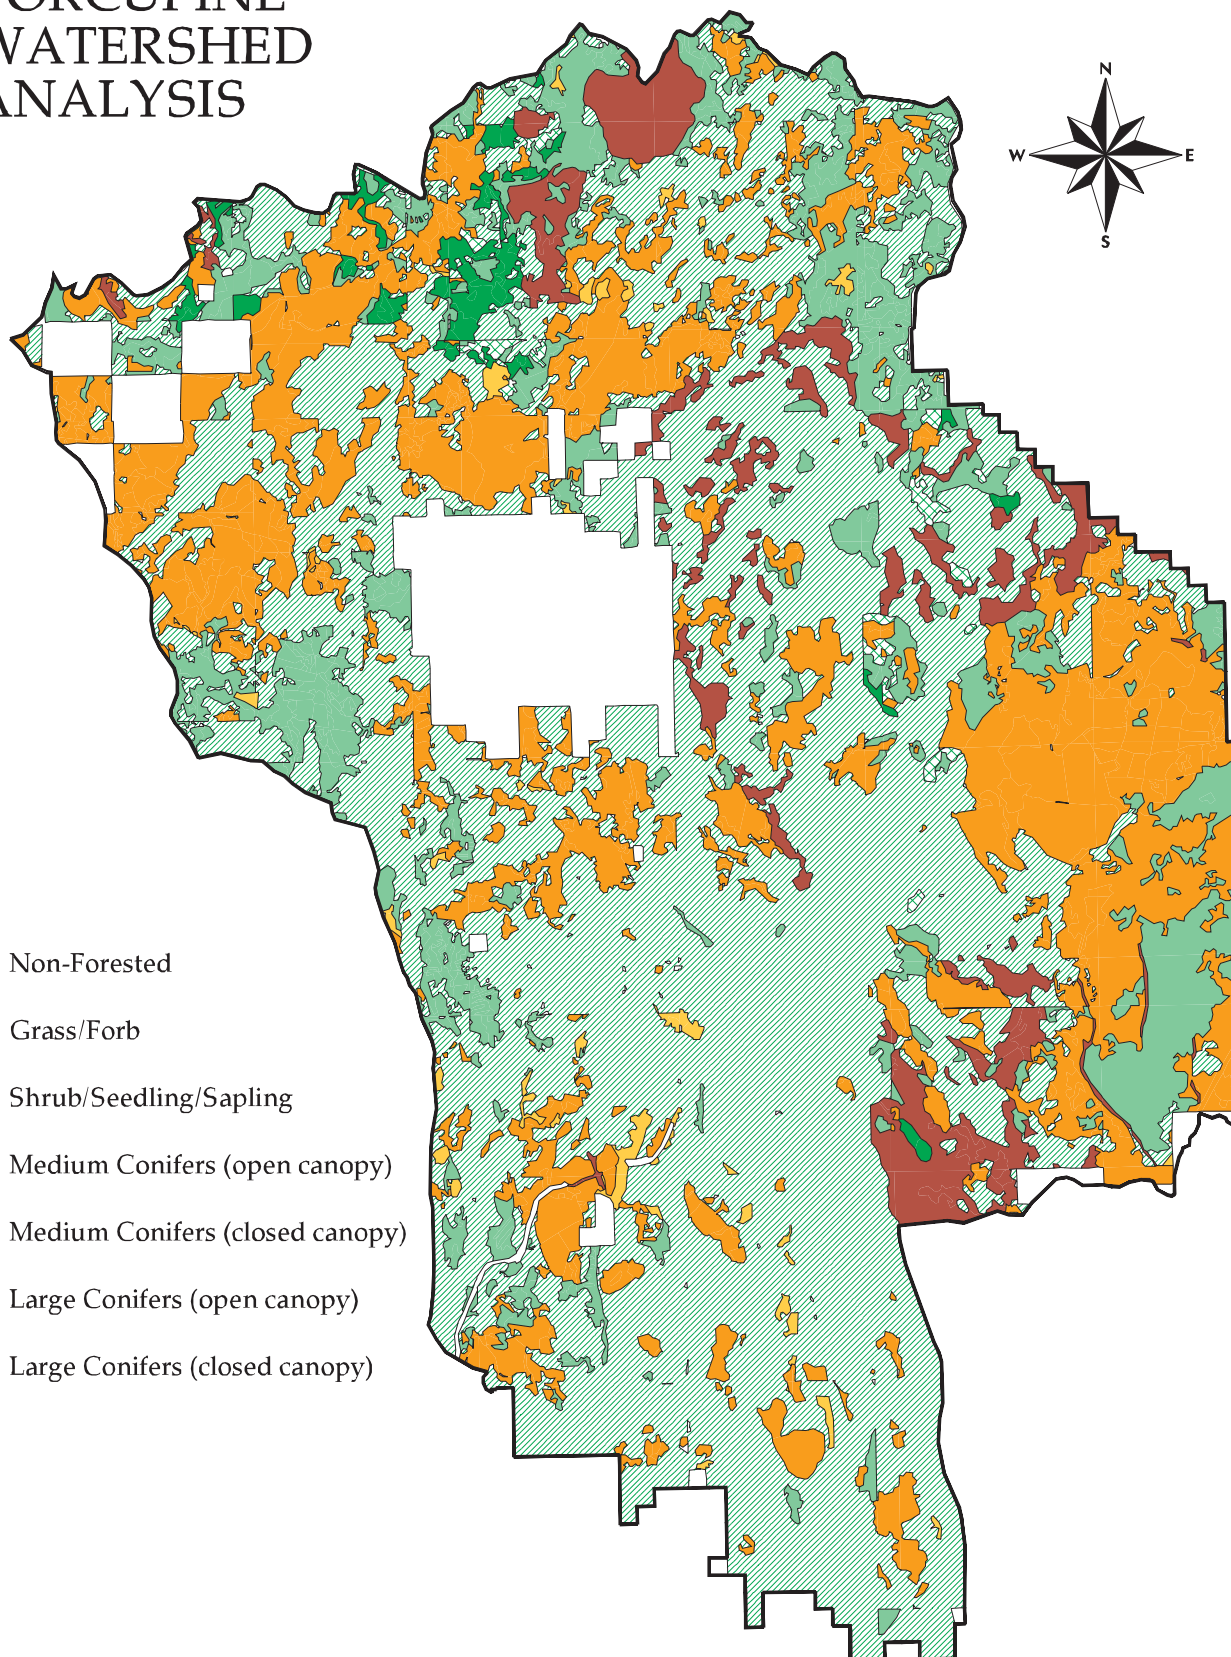 WATERSHED
ANALYSIS
N
W
E
S
Non-Forested
Grass/Forb
Shrub/Seedling/Sapling
Medium Conifers (open canopy)
Medium Conifers (closed canopy)
Large Conifers (open canopy)
Large Conifers (closed canopy)